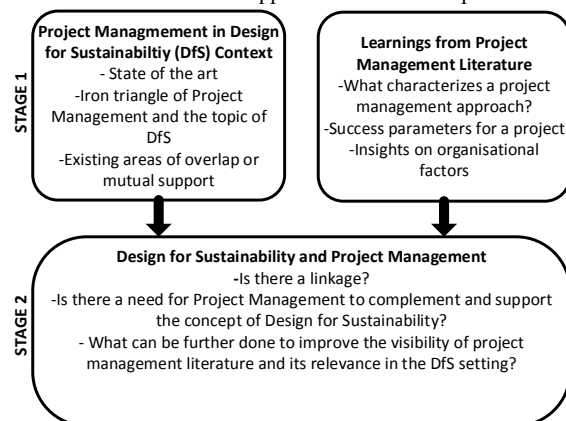 Project Managmement in Design
for Sustainabiltiy (DfS) Context
- State of the art
-Iron triangle of Project
Management and the topic of
DfS
-Existing areas of overlap or
mutual support
Learnings from Project
Management Literature
-What characterizes a project
management approach?
-Success parameters for a project
-Insights on organisational
factors
STAGE 1
Design for Sustainability and Project Management
-Is there a linkage?
-Is there a need for Project Management to complement and support
the concept of Design for Sustainability?
- What can be further done to improve the visibility of project
management literature and its relevance in the DfS setting?
STAGE 2